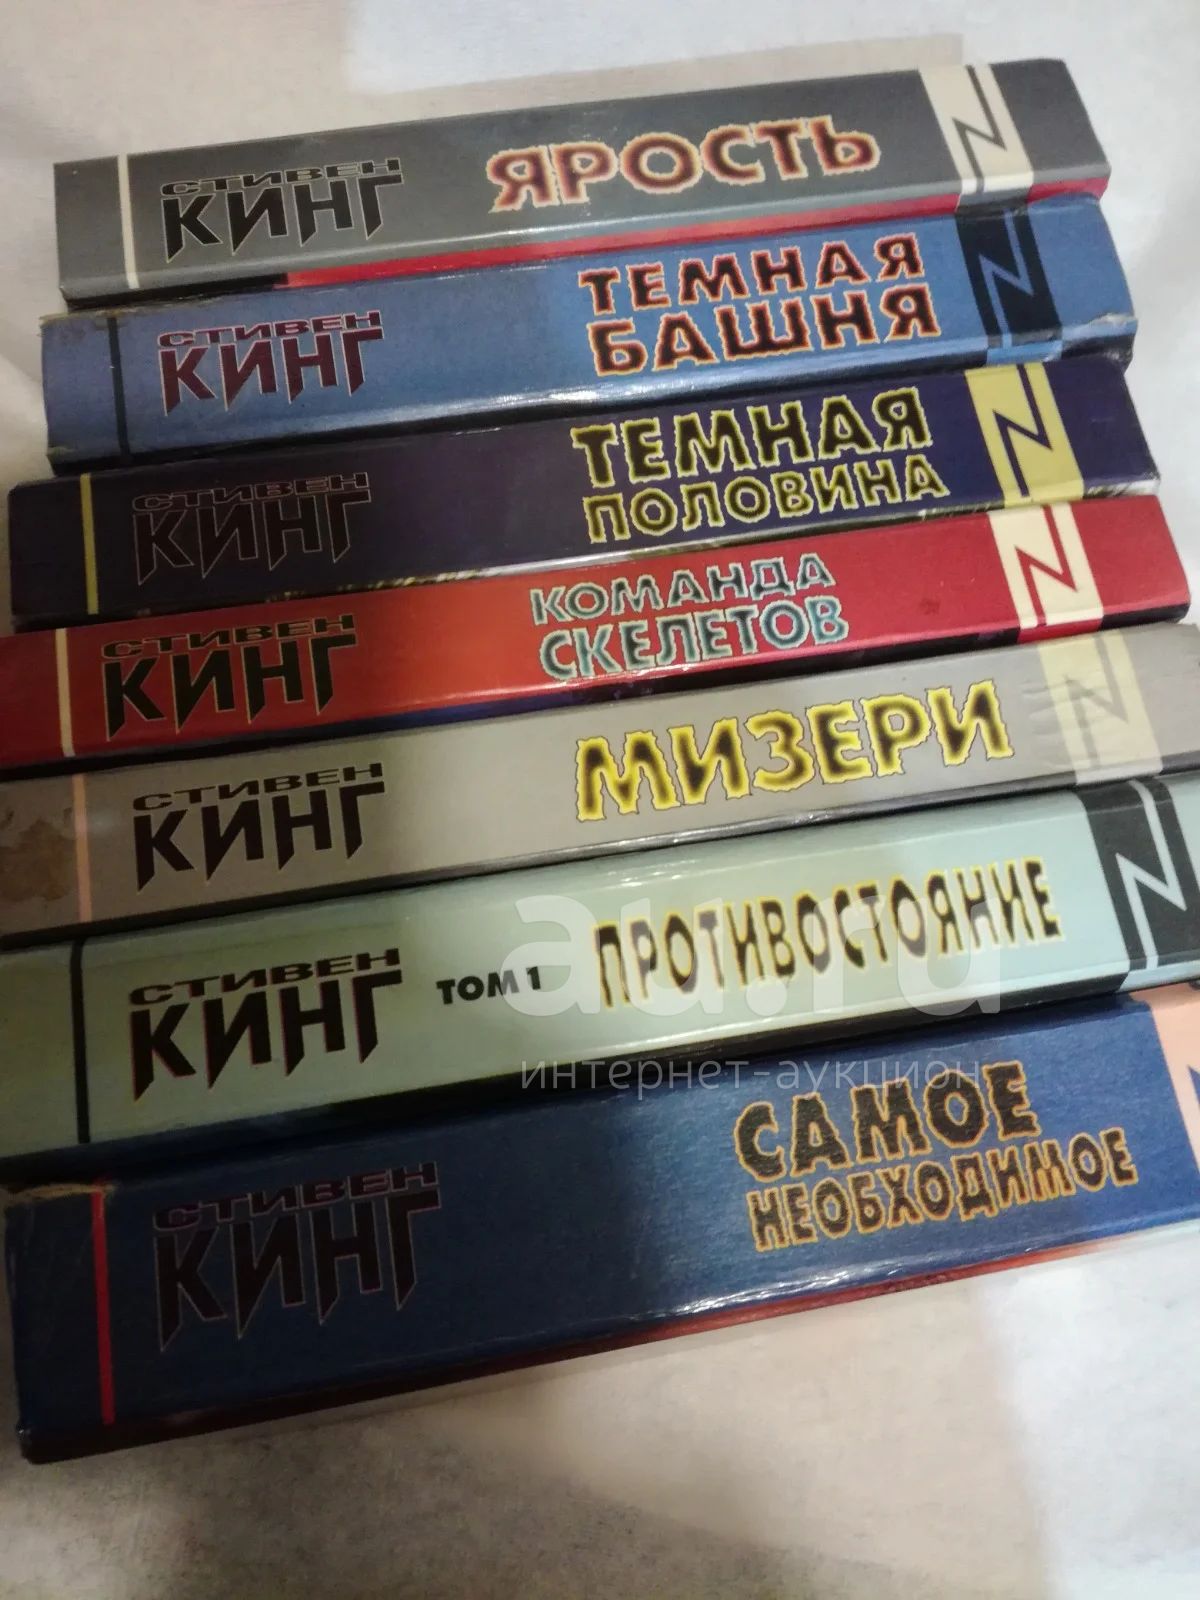 СТИВЕН
КИНГ
ЯРОСТЬ
СТИВЕН
КИНГ
ТЕМНАЯ
БАШНЯ
СТИВЕН
КИНГ
ТЕМНАЯ
ПОЛОВИНА
СТИВЕН
КИНГ
КОМАНДА
СКЕЛЕТОВ
СТИВЕН
КИНГ
МИЗЕРИ
СТИВЕН
КИНГ
ТОМ 1
ПРОТИВОСТОЯНИЕ
au.ru
интернет-аукцион
СТИВЕН
КИНГ
САМОЕ
НЕОБХОДИМОЕ